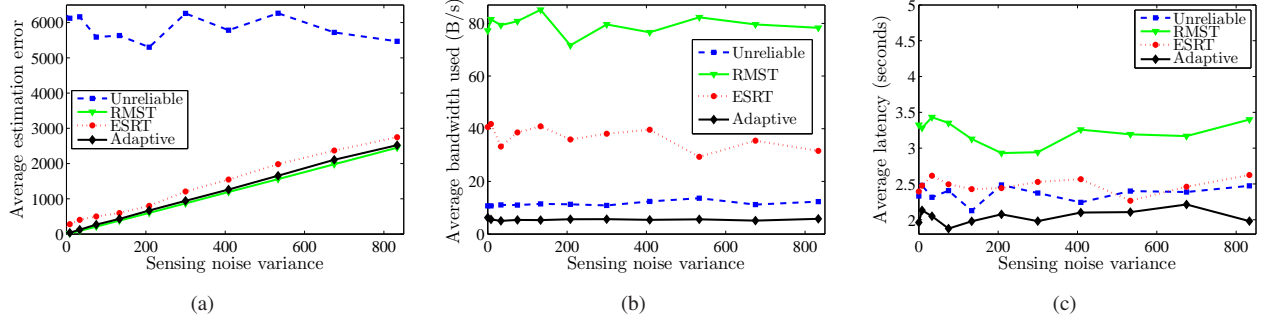 6000
5000
4000
3000
2000
1000
0
Average estimation error
Unreliable
RMST
ESRT
Adaptive
0
200
400
600
800
Sensing noise variance
(a)
80
60
40
20
0
Average bandwidth used (B/s)
Unreliable
RMST
ESRT
Adaptive
0
200
400
600
800
Sensing noise variance
(b)
5
4.5
4
3.5
3
2.5
2
Average latency (seconds)
Unreliable
RMST
ESRT
Adaptive
0
200
400
600
800
Sensing noise variance
(c)